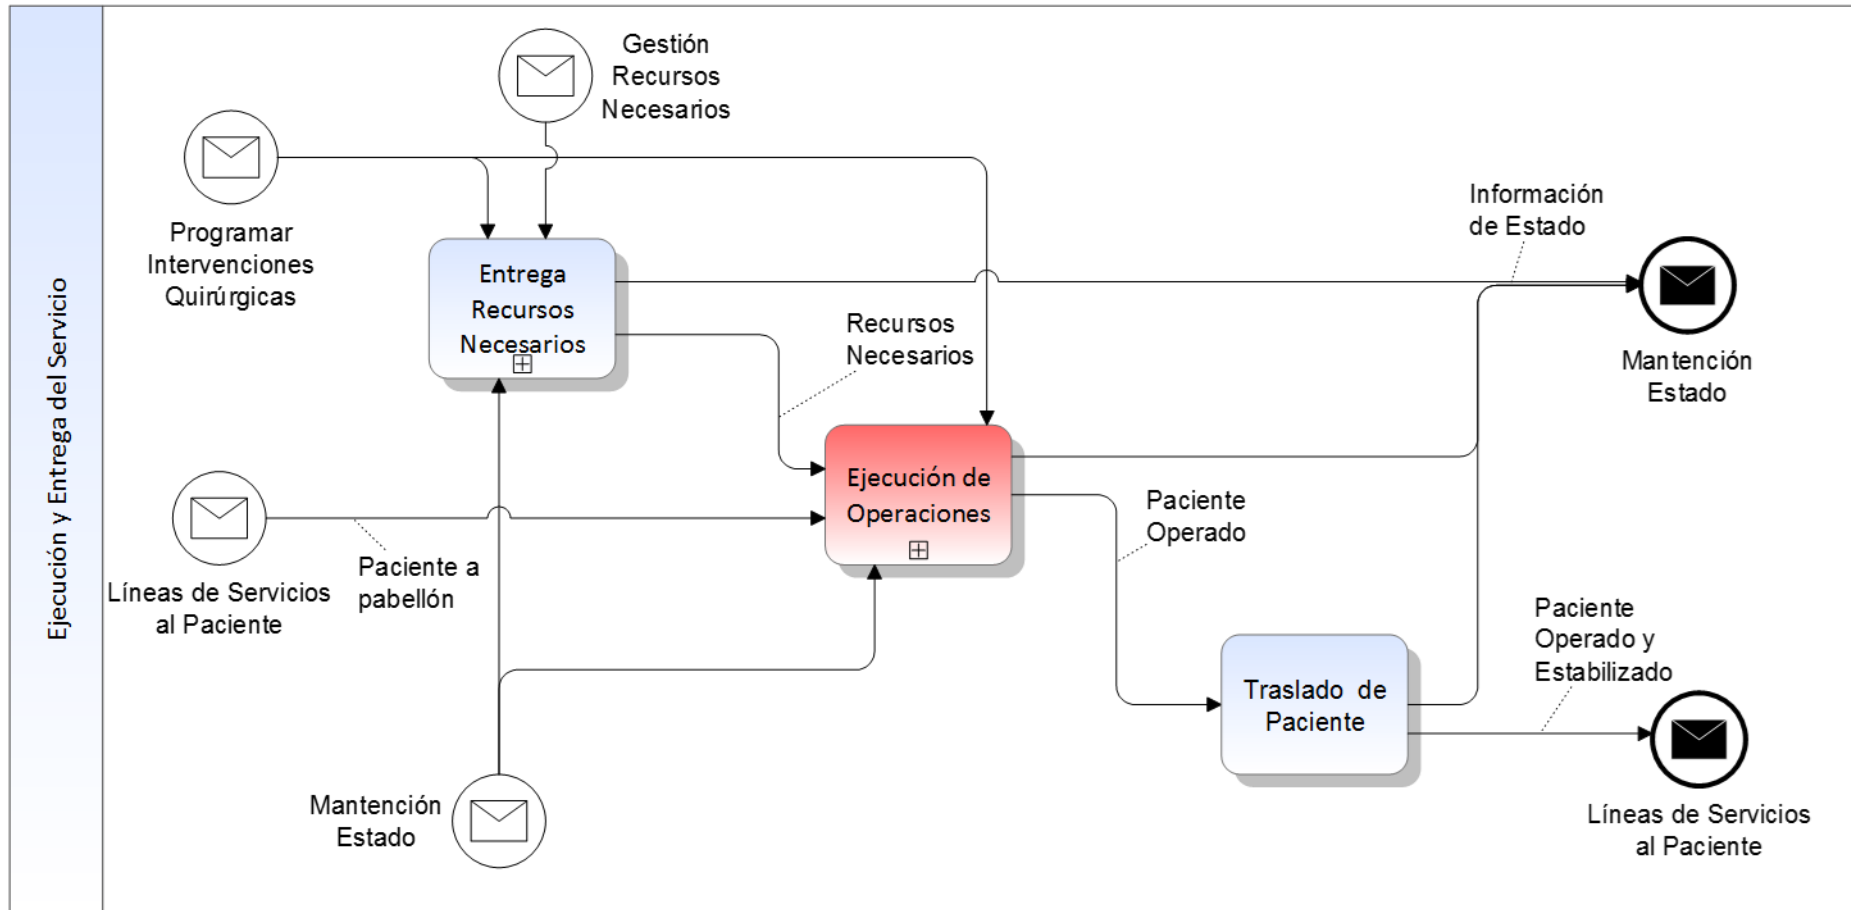 Ejecución y Entrega del Servicio
Gestión
Recursos
Necesarios
Programar
Intervenciones
Quirúrgicas
Entrega
Recursos
Necesarios
Información
de Estado
Mantención
Estado
Recursos
Necesarios
Ejecución de
Operaciones
Líneas de Servicios
al Paciente
Paciente a
pabellón
Paciente
Operado
Traslado de
Paciente
Paciente
Operado y
Estabilizado
Líneas de Servicios
al Paciente
Mantención
Estado